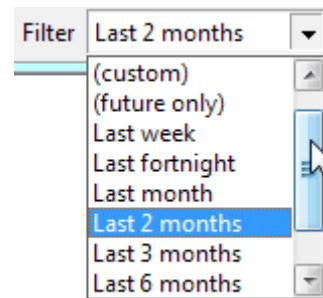 Filter Last 2 months
(custom)
(future only)
Last week
Last fortnight
Last month
Last 2 months
Last 3 months
Last 6 months